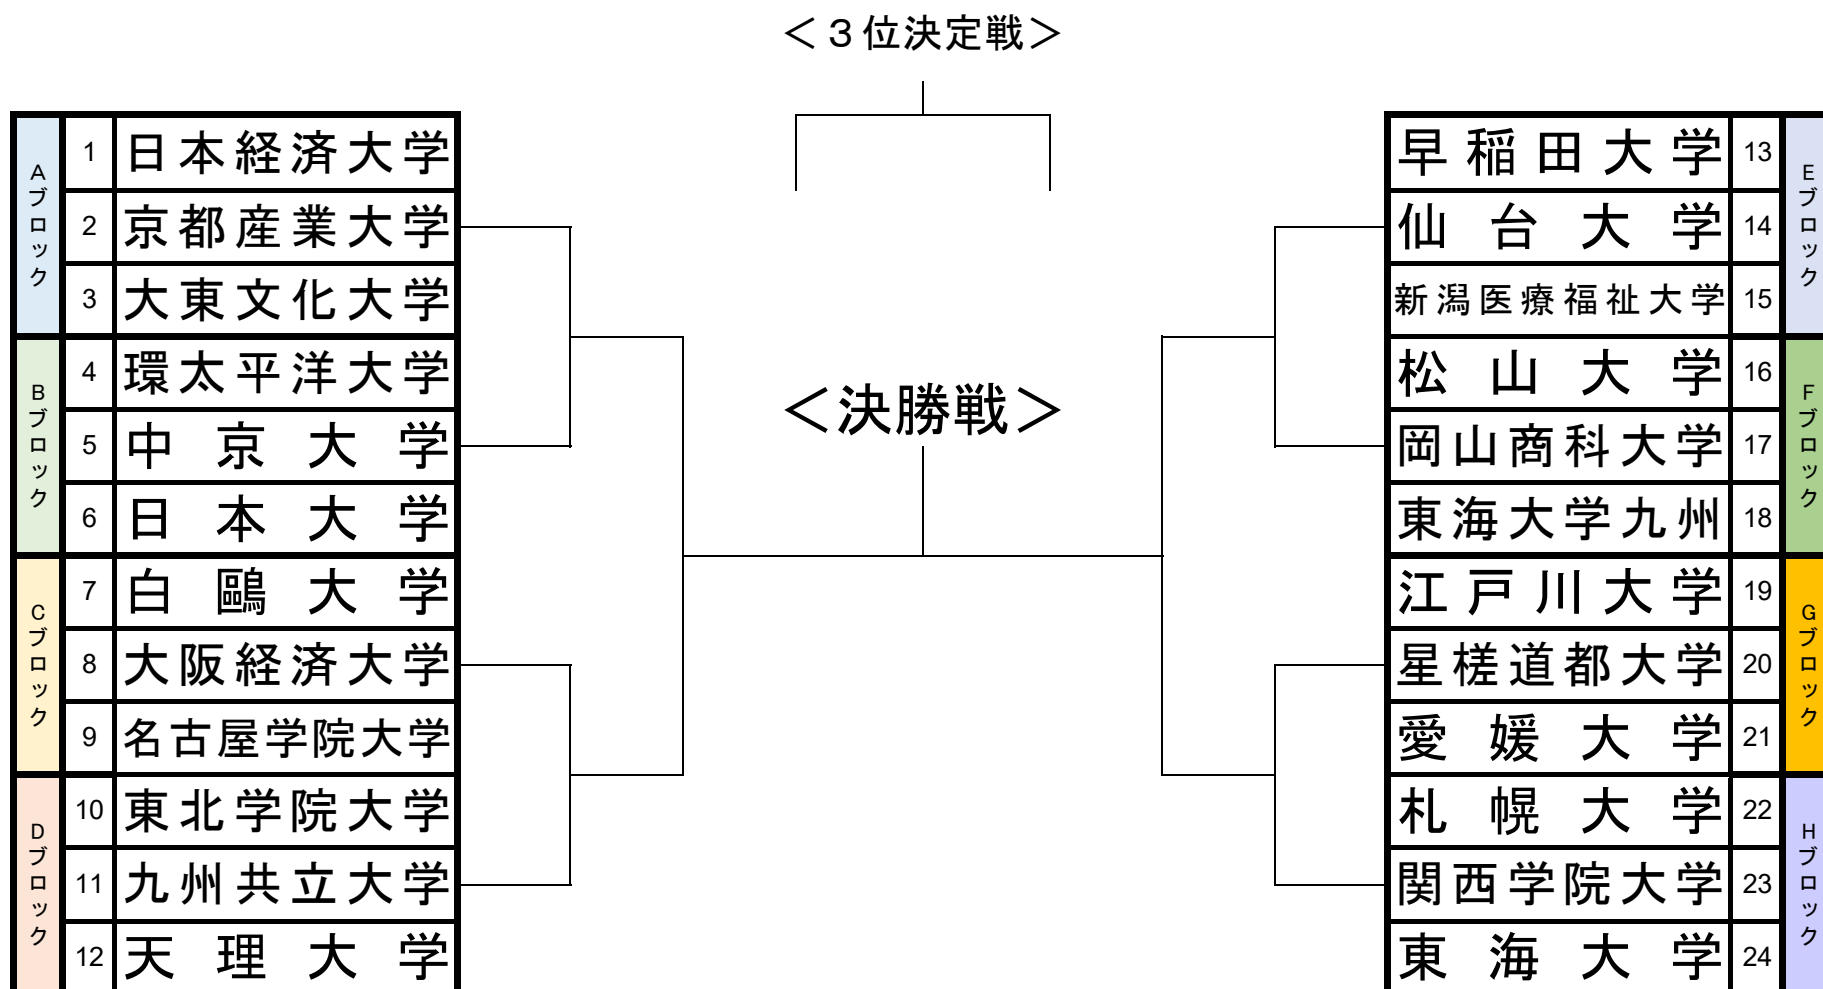 ＜３位決定戦＞
Aブロック
1 日本経済大学
2 京都産業大学
3 大東文化大学
Bブロック
4 環太平洋大学
5 中京大学
6 日本大学
Cブロック
7 白鷗大学
8 大阪経済大学
9 名古屋学院大学
Dブロック
10 東北学院大学
11 九州共立大学
12 天理大学
＜決勝戦＞
早稲田大学 13
仙台大学 14
新潟医療福祉大学 15
Eブロック
松山大学 16
岡山商科大学 17
東海大学九州 18
Fブロック
江戸川大学 19
星槎道都大学 20
愛媛大学 21
Gブロック
札幌大学 22
関西学院大学 23
東海大学 24
Hブロック